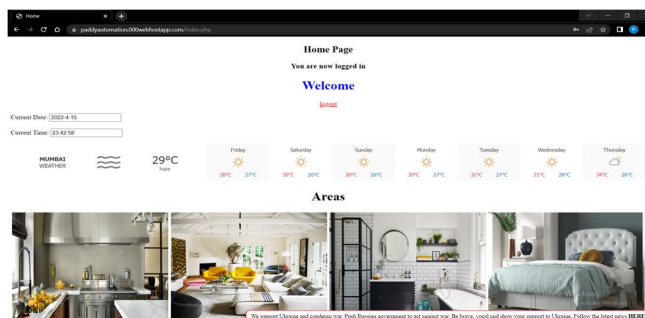 Home
paddyautomation.000webhostapp.com/index.php
Home Page
You are now logged in
Welcome
logout
Current Date: 2022-4-15
Current Time: 23:42:58
MUMBAI
WEATHER
29°C
haze
Friday Saturday Sunday Monday Tuesday Wednesday Thursday
30°C 27°C 30°C 26°C 30°C 26°C 30°C 27°C 31°C 27°C 31°C 28°C 34°C 28°C
Areas
Windows
We support Ukraine and condemn war. Push Russian government to act against war. Be brave, vocal and show your support to Ukraine. Follow the latest news HERE